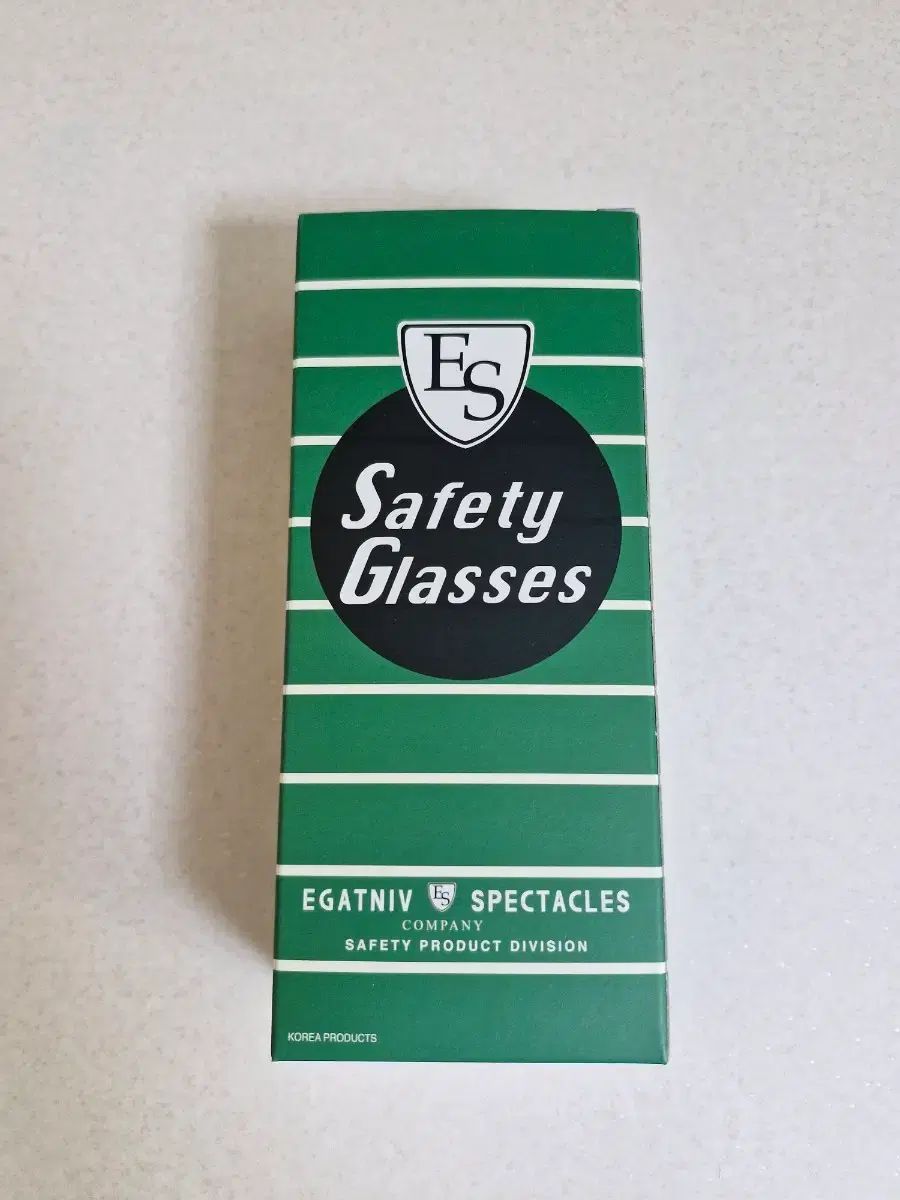 ES
Safety
Glasses
EGATNIV ES SPECTACLES
COMPANY
SAFETY PRODUCT DIVISION
KOREA PRODUCTS